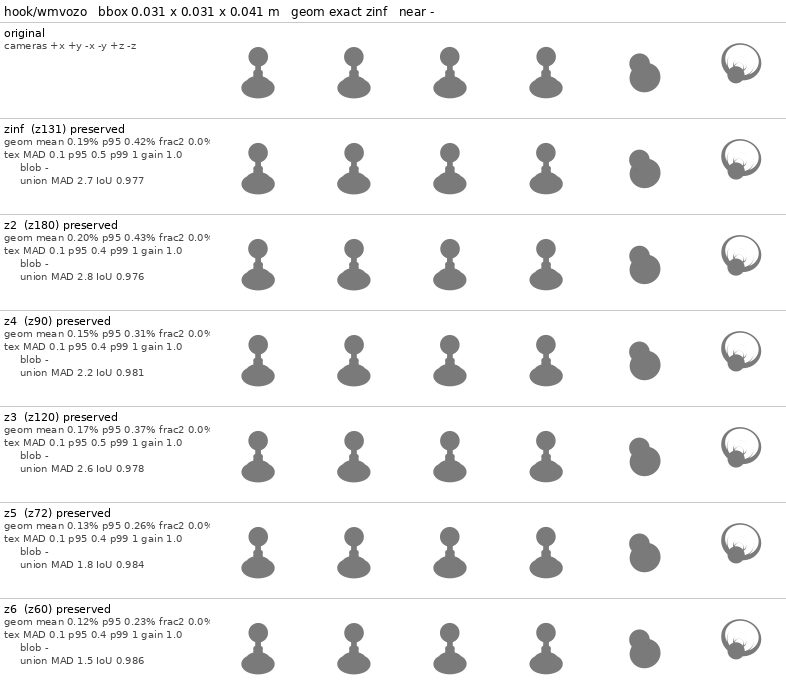 hook/wmvozo bbox 0.031 x 0.031 x 0.041 m geom exact zinf near -
original
cameras +x +y -x -y +z -z
zinf (z131) preserved
geom mean 0.19% p95 0.42% frac2 0.0%
tex MAD 0.1 p95 0.5 p99 1 gain 1.0
blob -
union MAD 2.7 IoU 0.977
z2 (z180) preserved
geom mean 0.20% p95 0.43% frac2 0.0%
tex MAD 0.1 p95 0.4 p99 1 gain 1.0
blob -
union MAD 2.8 IoU 0.976
z4 (z90) preserved
geom mean 0.15% p95 0.31% frac2 0.0%
tex MAD 0.1 p95 0.4 p99 1 gain 1.0
blob -
union MAD 2.2 IoU 0.981
z3 (z120) preserved
geom mean 0.17% p95 0.37% frac2 0.0%
tex MAD 0.1 p95 0.5 p99 1 gain 1.0
blob -
union MAD 2.6 IoU 0.978
z5 (z72) preserved
geom mean 0.13% p95 0.26% frac2 0.0%
tex MAD 0.1 p95 0.4 p99 1 gain 1.0
blob -
union MAD 1.8 IoU 0.984
z6 (z60) preserved
geom mean 0.12% p95 0.23% frac2 0.0%
tex MAD 0.1 p95 0.4 p99 1 gain 1.0
blob -
union MAD 1.5 IoU 0.986